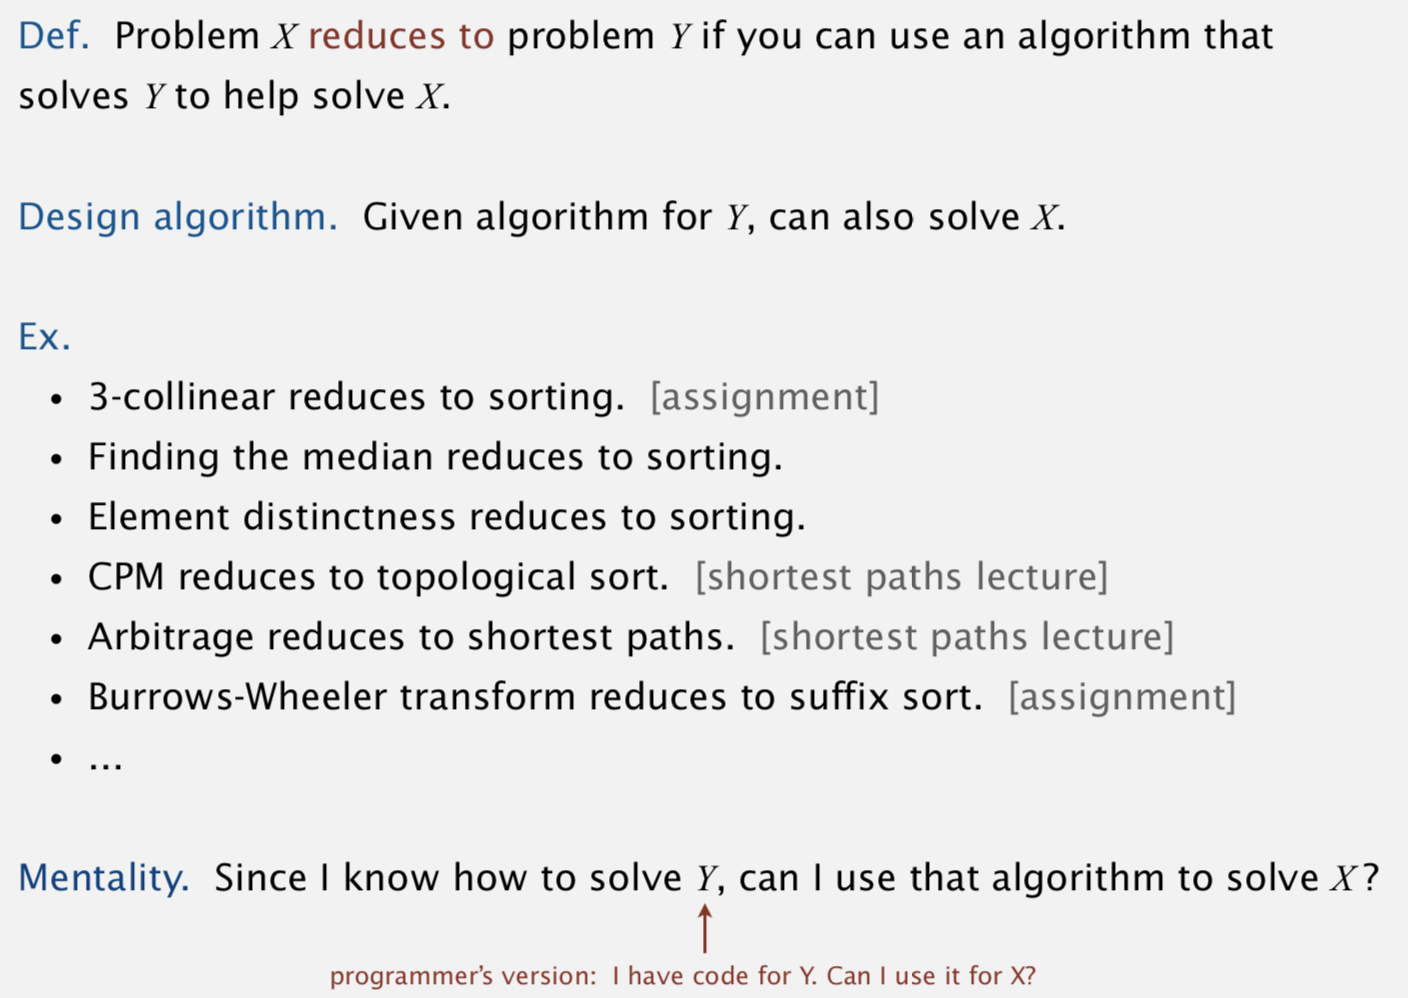 Def. Problem X reduces to problem Y if you can use an algorithm that
solves Y to help solve X.
Design algorithm. Given algorithm for Y, can also solve X.
Ex.
• 3-collinear reduces to sorting. [assignment]
• Finding the median reduces to sorting.
• Element distinctness reduces to sorting.
• CPM reduces to topological sort. [shortest paths lecture]
• Arbitrage reduces to shortest paths. [shortest paths lecture]
• Burrows-Wheeler transform reduces to suffix sort. [assignment]
• ...
Mentality. Since I know how to solve Y, can I use that algorithm to solve X?
programmer's version: I have code for Y. Can I use it for X?